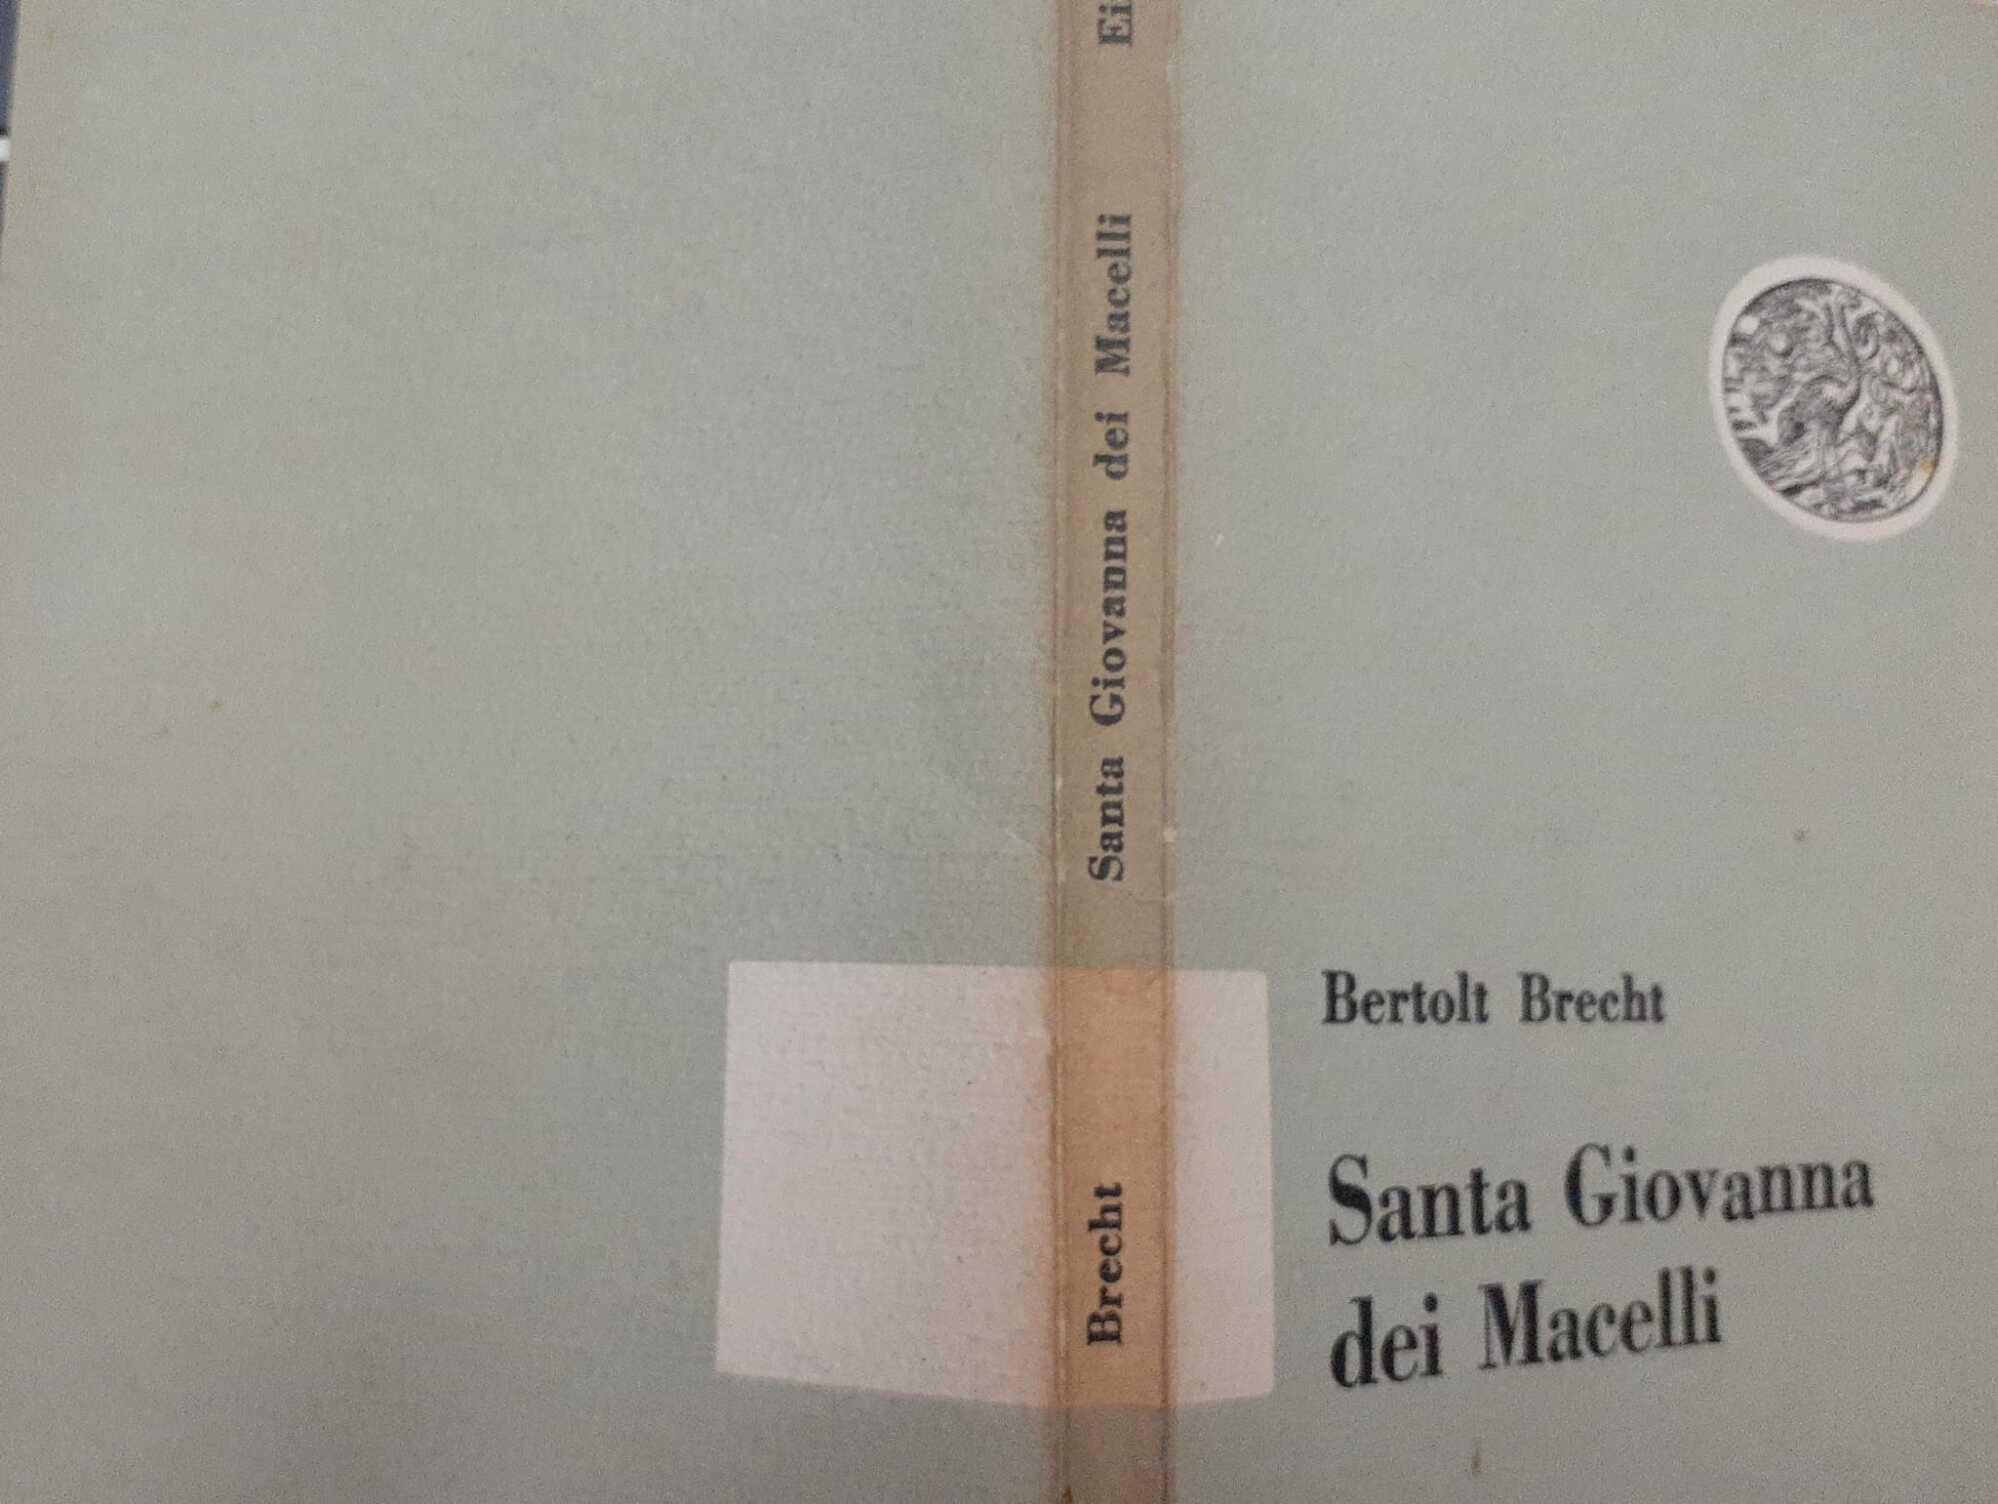 Brecht Santa Giovanna dei Macelli Ei
Bertolt Brecht
Santa Giovanna
dei Macelli